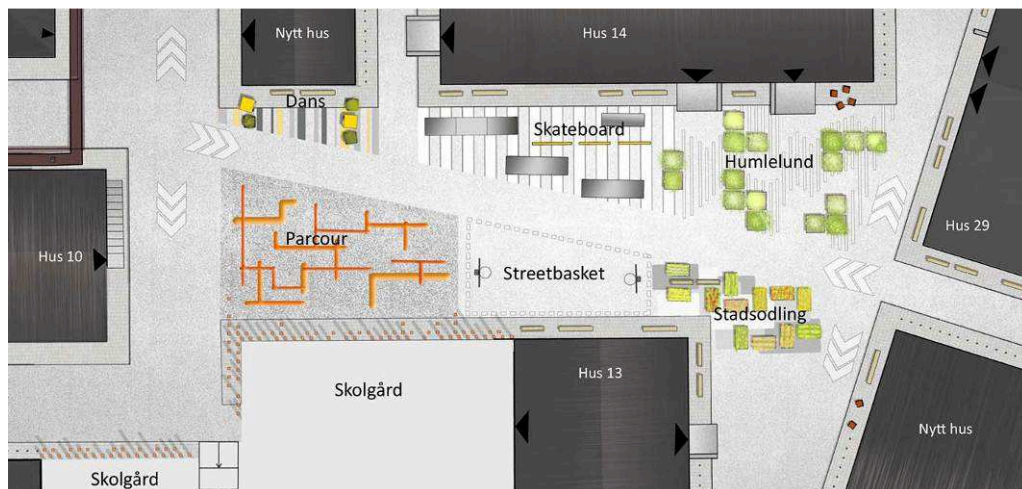 Nytt hus
Hus 14
Dans
Skateboard
Humlelund
Hus 10
Parcour
Streetbasket
Hus 29
Stadsodling
Skolgård
Hus 13
Nytt hus
Skolgård